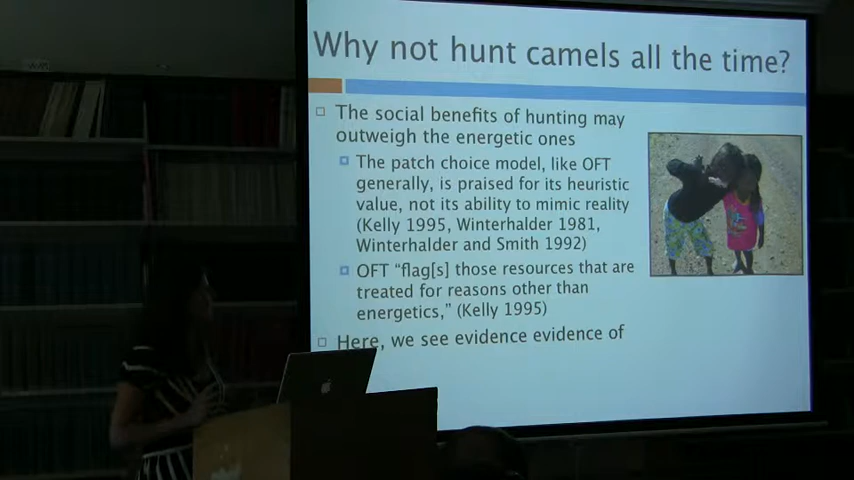 Why not hunt camels all the time?
The social benefits of hunting may
outweigh the energetic ones
The patch choice model, like OFT
generally, is praised for its heuristic
value, not its ability to mimic reality
(Kelly 1995, Winterhalder 1981,
Winterhalder and Smith 1992)
OFT “flag[s] those resources that are
treated for reasons other than
energetics,” (Kelly 1995)
Here, we see evidence evidence of